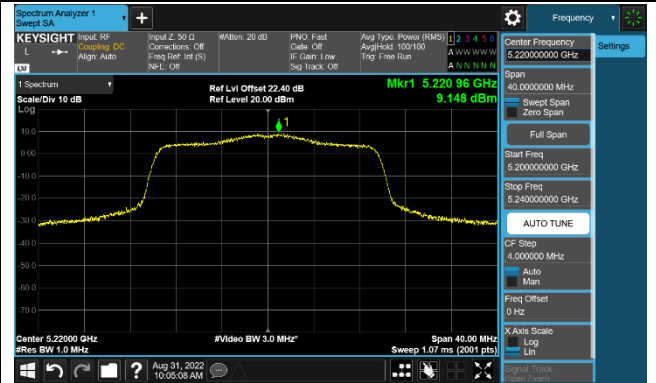 Spectrum Analyzer 1
Swept SA
Frequency
KEYSIGHT
L
LXI
Input: RF
Coupling: DC
Align: Auto
Input Z: 50 Ω
Corrections: Off
Freq Ref: Int (S)
NFE: Off
#Atten: 20 dB
PNO: Fast
Gate: Off
IF Gain: Low
Sig Track: Off
Avg Type: Power (RMS)
Avg|Hold: 100/100
Trig: Free Run
1 2 3 4 5 6
A W W W W W
A N N N N N
1 Spectrum
Scale/Div 10 dB
Log
Ref Lvl Offset 22.40 dB
Ref Level 20.00 dBm
Mkr1 5.220 96 GHz
9.148 dBm
1
10.0
0.00
-10.0
-20.0
-30.0
-40.0
-50.0
-60.0
-70.0
Center 5.22000 GHz
#Res BW 1.0 MHz
#Video BW 3.0 MHz*
Span 40.00 MHz
Sweep 1.07 ms (2001 pts)
Aug 31, 2022
10:05:08 AM
Center Frequency
5.220000000 GHz
Settings
Span
40.0000000 MHz
Swept Span
Zero Span
Full Span
Start Freq
5.200000000 GHz
Stop Freq
5.240000000 GHz
AUTO TUNE
CF Step
4.000000 MHz
Auto
Man
Freq Offset
0 Hz
X Axis Scale
Log
Lin
Signal Track
(Span Zoom)